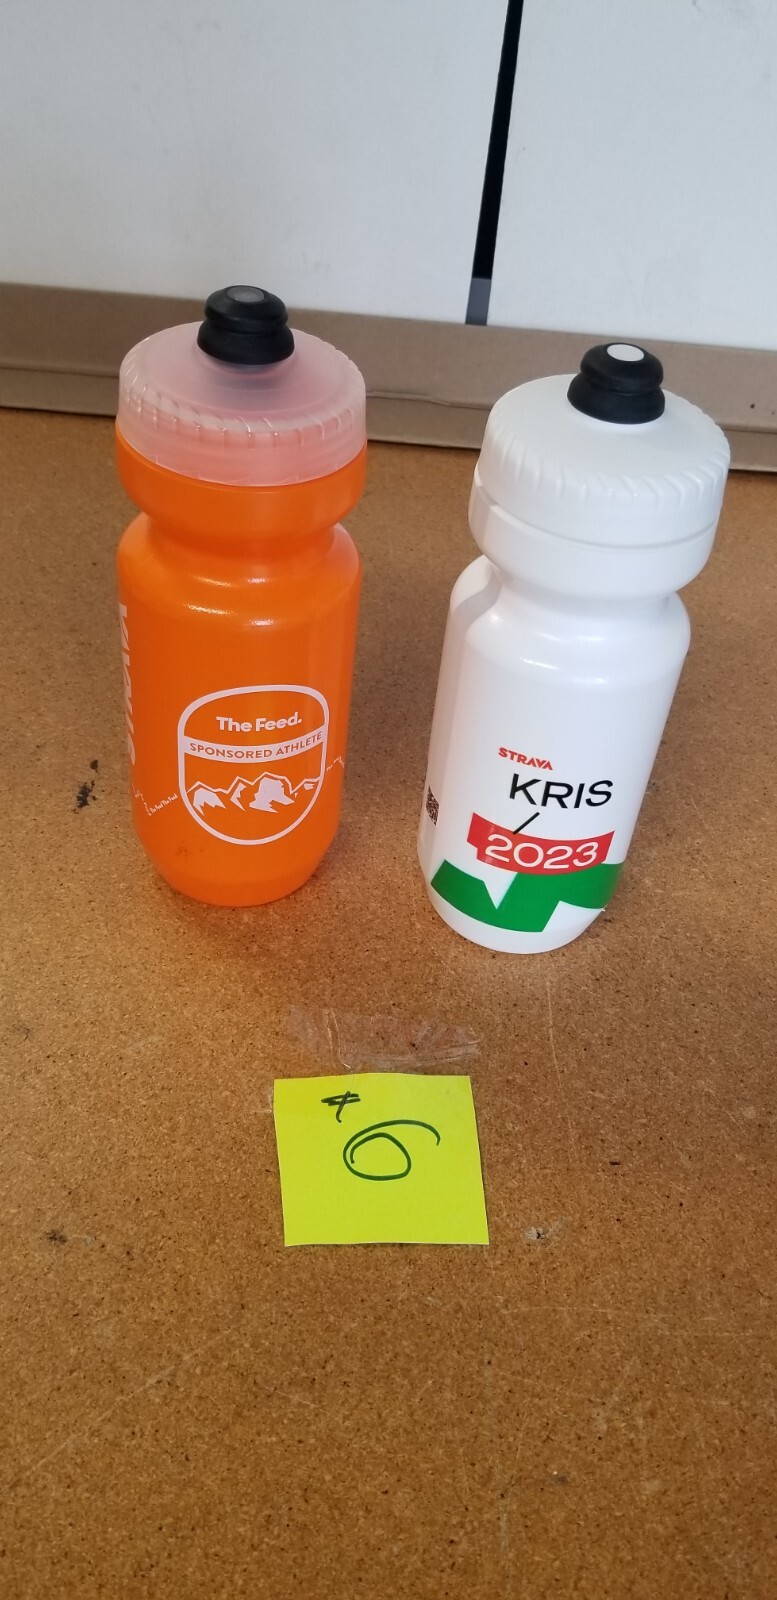 The Feed.
SPONSORED ATHLETE
STRAVA
KRIS
2023
#6